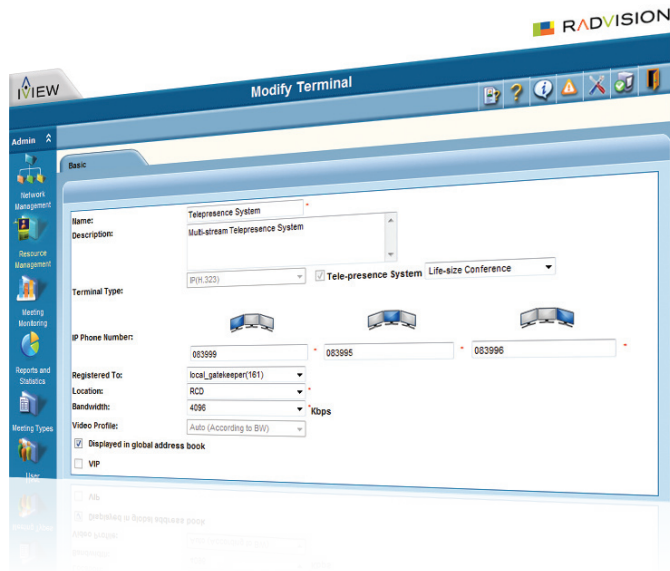 RADVISION
IVIEW
Modify Terminal
Admin
Basic
Network
Management
Resource
Management
Meeting
Monitoring
Reports and
Statistics
Meeting Types
User
Name:
Telepresence System
*
Description:
Multi-stream Telepresence System
Terminal Type:
IP(H.323)
Tele-presence System
Life-size Conference
IP Phone Number:
083999
*
083995
*
083996
*
Registered To:
local_gatekeeper(161)
Location:
RCD
*
Bandwidth:
4096
*Kbps
Video Profile:
Auto (According to BW)
Displayed in global address book
VIP